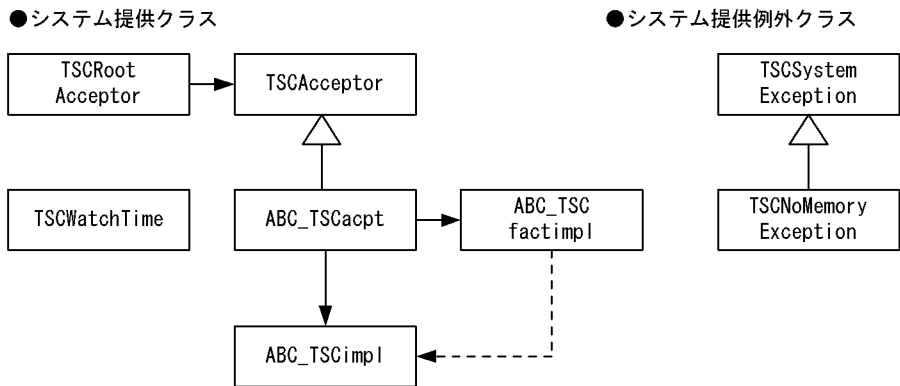 ●システム提供クラス
●システム提供例外クラス
TSCRoot
Acceptor
TSCAcceptor
TSCSystem
Exception
TSCWatchTime
ABC_TSCacpt
ABC_TSC
factimpl
TSCNoMemory
Exception
ABC_TSCimpl